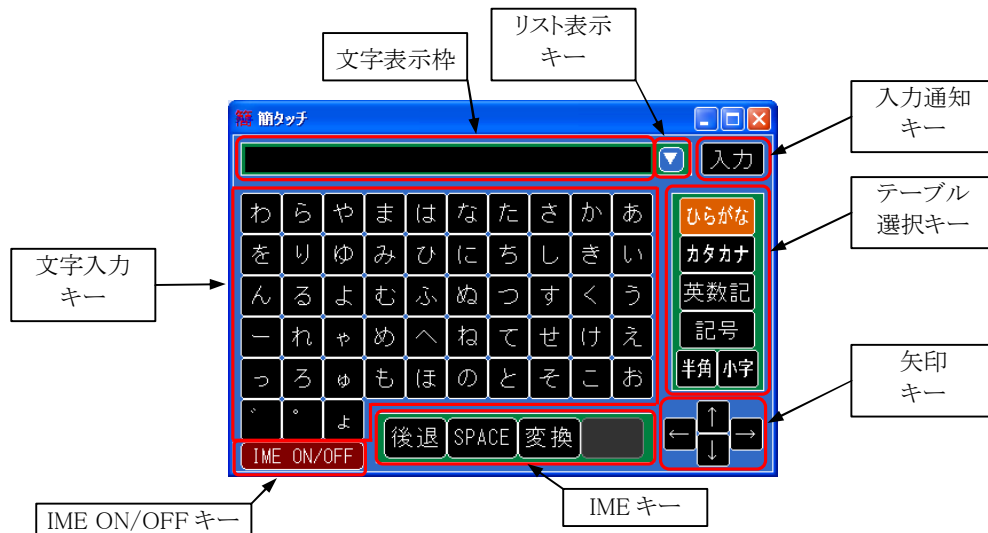 リスト表示
キー
文字表示枠
入力通知
キー
簡 簡タッチ
入力
わ ら や ま は な た さ か あ
ひらがな
テーブル
選択キー
を り ゆ み ひ に ち し き い
カタカナ
文字入力
キー
ん る よ む ふ ぬ つ す く う
英数記
ー れ ゃ め へ ね て せ け え
記号
っ ろ ゅ も ほ の と そ こ お
半角 小字
矢印
キー
゛ ゜ ょ
後退 SPACE 変換
↑
← →
↓
IME ON/OFF
IME キー
IME ON/OFF キー